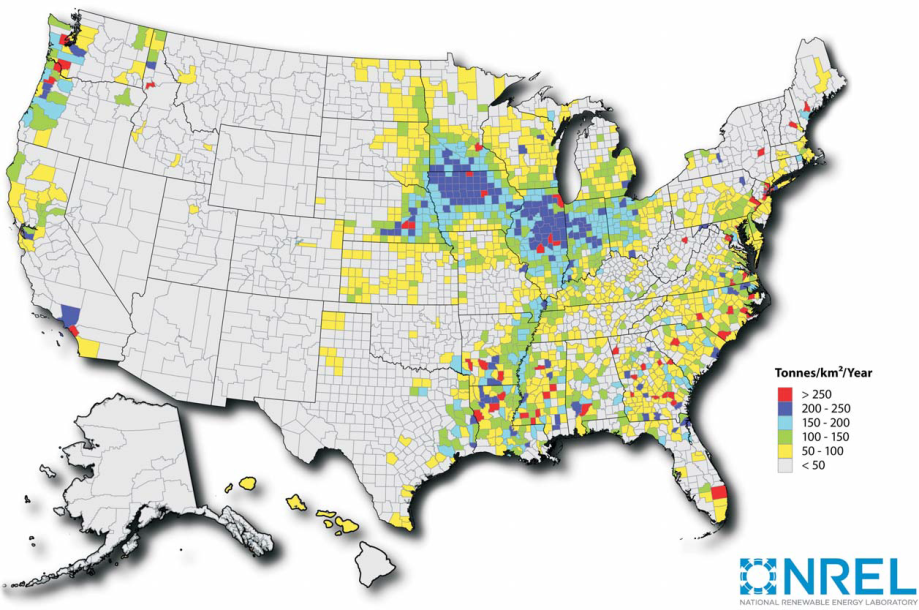 Tonnes/km²/Year
> 250
200 - 250
150 - 200
100 - 150
50 - 100
< 50
NREL
NATIONAL RENEWABLE ENERGY LABORATORY